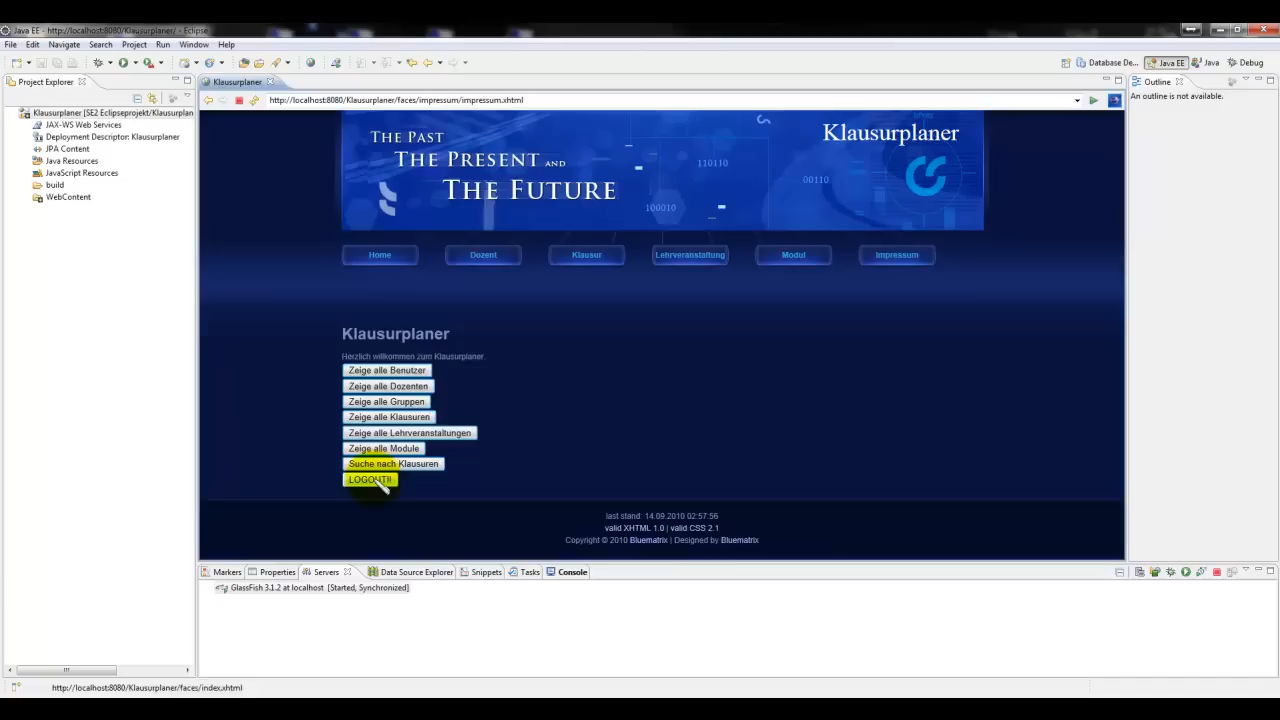 Java EE - http://localhost:8080/Klausurplaner/ - Eclipse
File Edit Navigate Search Project Run Window Help
Database De... Java EE Java Debug
Project Explorer
Klausurplaner [SE2 Eclipseprojekt/Klausurplan
JAX-WS Web Services
Deployment Descriptor: Klausurplaner
JPA Content
Java Resources
JavaScript Resources
build
WebContent
Klausurplaner
http://localhost:8080/Klausurplaner/faces/impressum/impressum.xhtml
THE PAST
THE PRESENT AND
THE FUTURE
110110
00110
100010
Klausurplaner
Home Dozent Klausur Lehrveranstaltung Modul Impressum
Klausurplaner
Herzlich willkommen zum Klausurplaner.
Zeige alle Benutzer
Zeige alle Dozenten
Zeige alle Gruppen
Zeige alle Klausuren
Zeige alle Lehrveranstaltungen
Zeige alle Module
Suche nach Klausuren
LOGOUT!!
last stand: 14.09.2010 02:57:56
valid XHTML 1.0 | valid CSS 2.1
Copyright © 2010 Bluematrix | Designed by Bluematrix
Outline
An outline is not available.
Markers Properties Servers Data Source Explorer Snippets Tasks Console
GlassFish 3.1.2 at localhost [Started, Synchronized]
http://localhost:8080/Klausurplaner/faces/index.xhtml